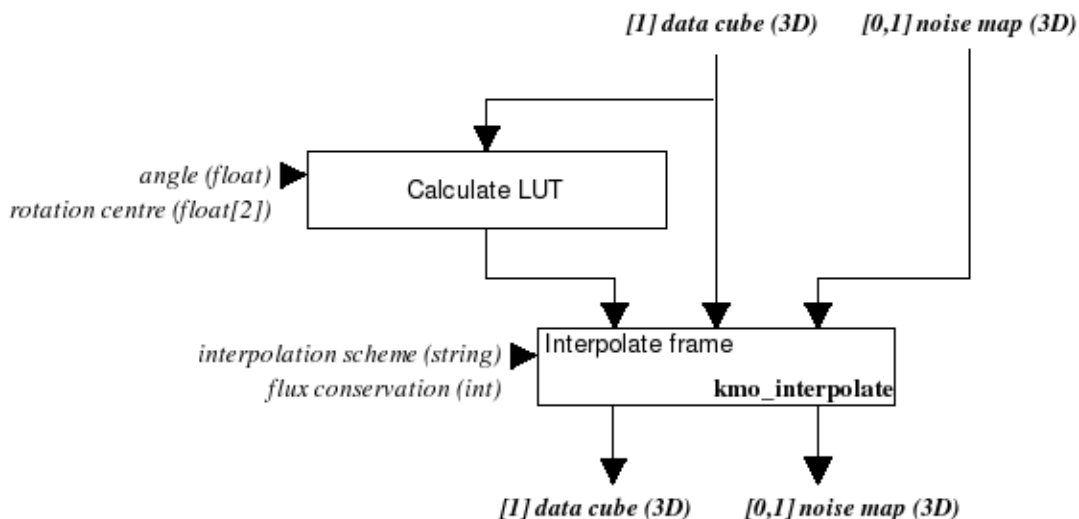 [1] data cube (3D) [0,1] noise map (3D)
angle (float)
Calculate LUT
rotation centre (float[2])
Interpolate frame
interpolation scheme (string)
flux conservation (int)
kmo_interpolate
[1] data cube (3D) [0,1] noise map (3D)